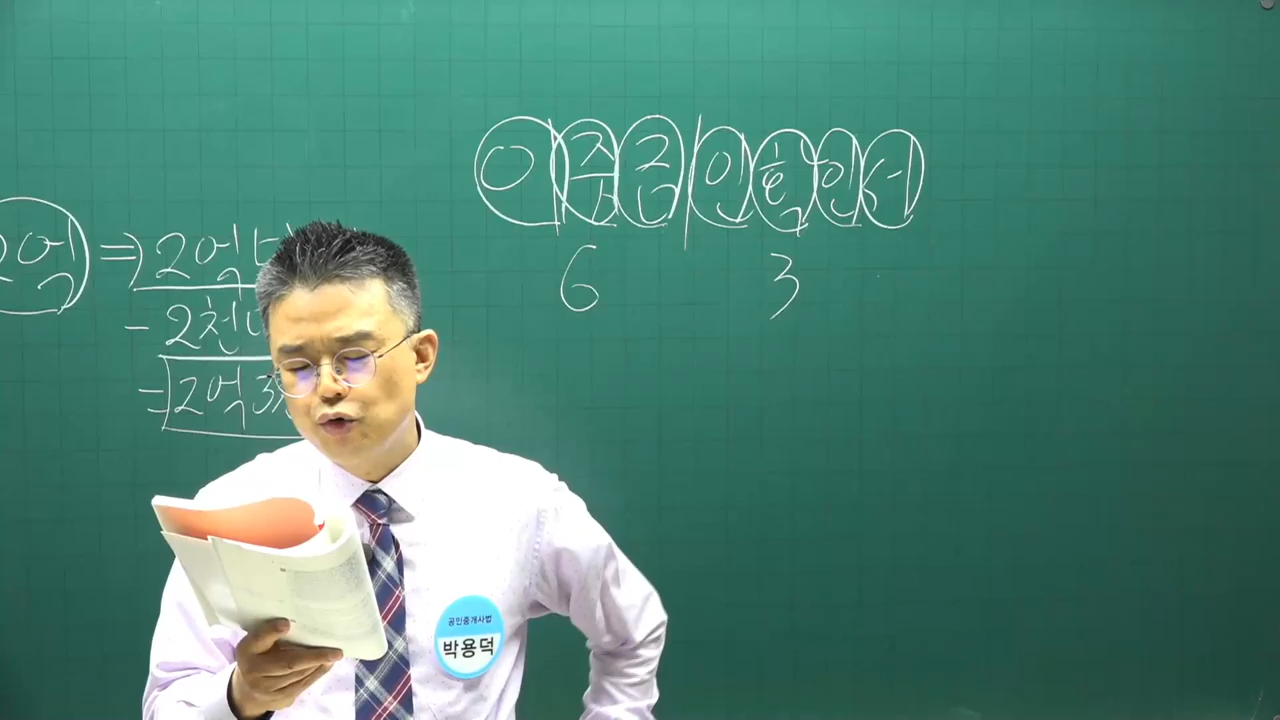 이 중 금 인 확 인 서
6 3
2억 ⇒ 2억
- 2천
= 2억 3
공인중개사법
박용덕